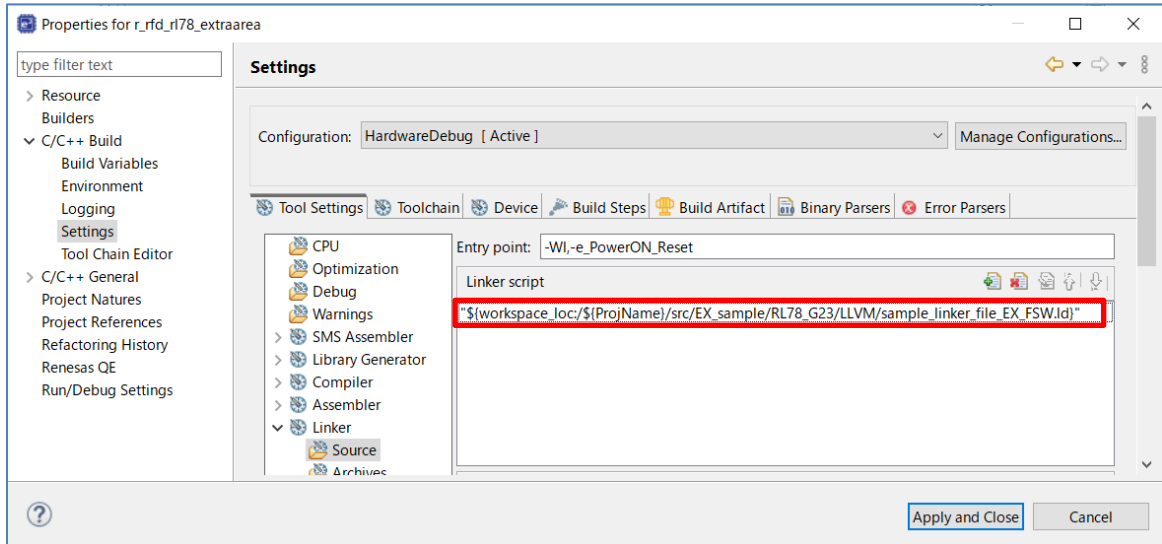 Properties for r_rfd_rl78_extraarea
type filter text
Settings
Resource
Builders
C/C++ Build
Build Variables
Environment
Logging
Settings
Tool Chain Editor
C/C++ General
Project Natures
Project References
Refactoring History
Renesas QE
Run/Debug Settings
Configuration: HardwareDebug [ Active ] Manage Configurations...
Tool Settings Toolchain Device Build Steps Build Artifact Binary Parsers Error Parsers
CPU
Optimization
Debug
Warnings
SMS Assembler
Library Generator
Compiler
Assembler
Linker
Source
Archives
Entry point: -Wl,-e_PowerON_Reset
Linker script
"${workspace_loc:/${ProjName}/src/EX_sample/RL78_G23/LLVM/sample_linker_file_EX_FSW.ld}"
Apply and Close Cancel